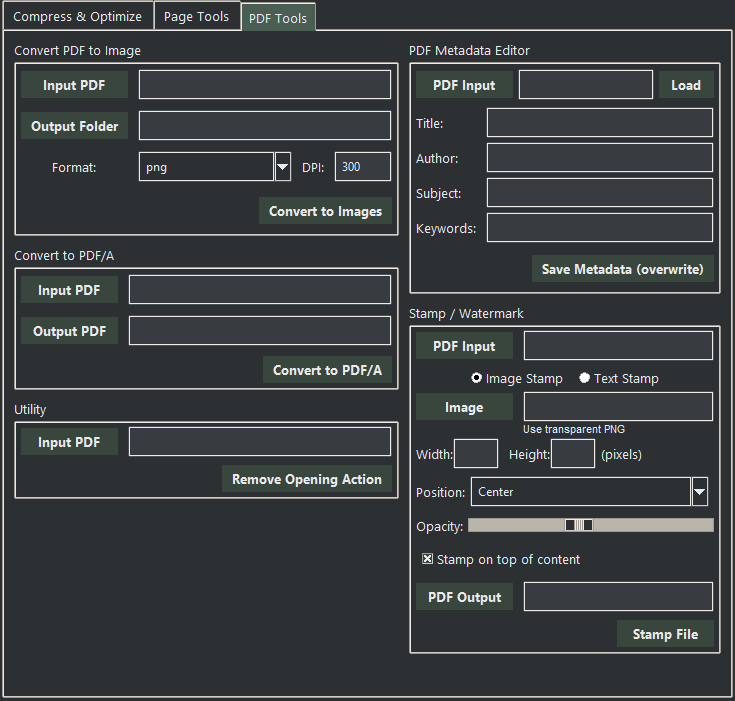 Compress & Optimize Page Tools PDF Tools
Convert PDF to Image
Input PDF
Output Folder
Format: png DPI: 300
Convert to Images
Convert to PDF/A
Input PDF
Output PDF
Convert to PDF/A
Utility
Input PDF
Remove Opening Action
PDF Metadata Editor
PDF Input Load
Title:
Author:
Subject:
Keywords:
Save Metadata (overwrite)
Stamp / Watermark
PDF Input
Image Stamp Text Stamp
Image
Use transparent PNG
Width: Height: (pixels)
Position: Center
Opacity:
Stamp on top of content
PDF Output
Stamp File